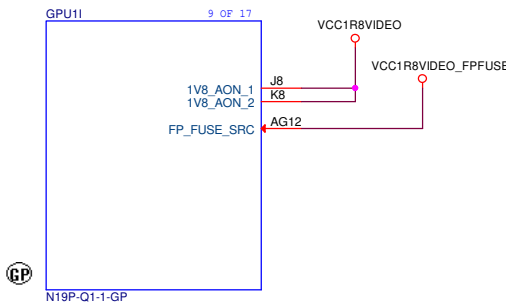 GPU1I 9 OF 17
VCC1R8VIDEO
VCC1R8VIDEO_FPFUSE
1V8_AON_1 J8
1V8_AON_2 K8
FP_FUSE_SRC AG12
GP
N19P-Q1-1-GP